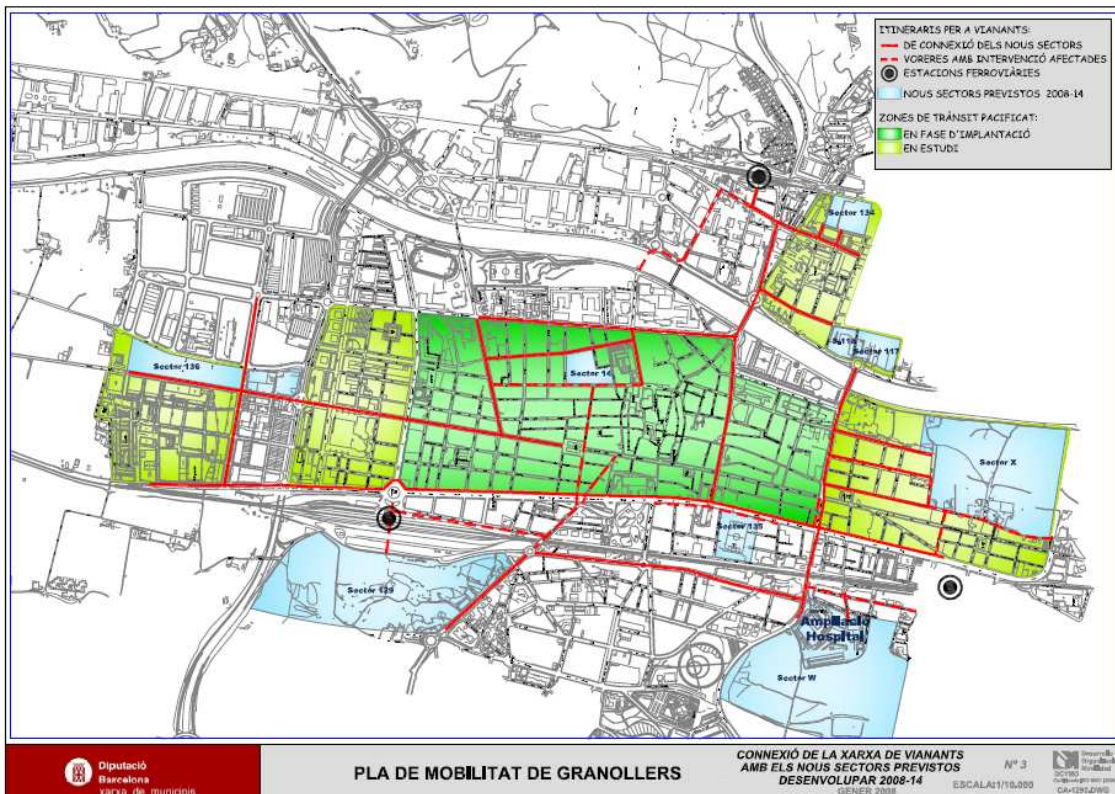 ITINERARIS PER A VIANANTS:
DE CONNEXIÓ DELS NOUS SECTORS
VORERES AMB INTERVENCIÓ AFECTADES
ESTACIONS FERROVIÀRIES
NOUS SECTORS PREVISTOS 2008-14
ZONES DE TRÀNSIT PACIFICAT:
EN FASE D'IMPLANTACIÓ
EN ESTUDI
Sector 134
Sector 117
Sector 136
Sector 14
Sector X
Sector 135
Sector 129
Ampliació
Hospital
Sector W
Diputació
Barcelona
xarxa de municipis
PLA DE MOBILITAT DE GRANOLLERS
CONNEXIÓ DE LA XARXA DE VIANANTS
AMB ELS NOUS SECTORS PREVISTOS
DESENVOLUPAR 2008-14
GENER 2008
Nº 3
ESCALA:1/10.000
CA-1293.DWG